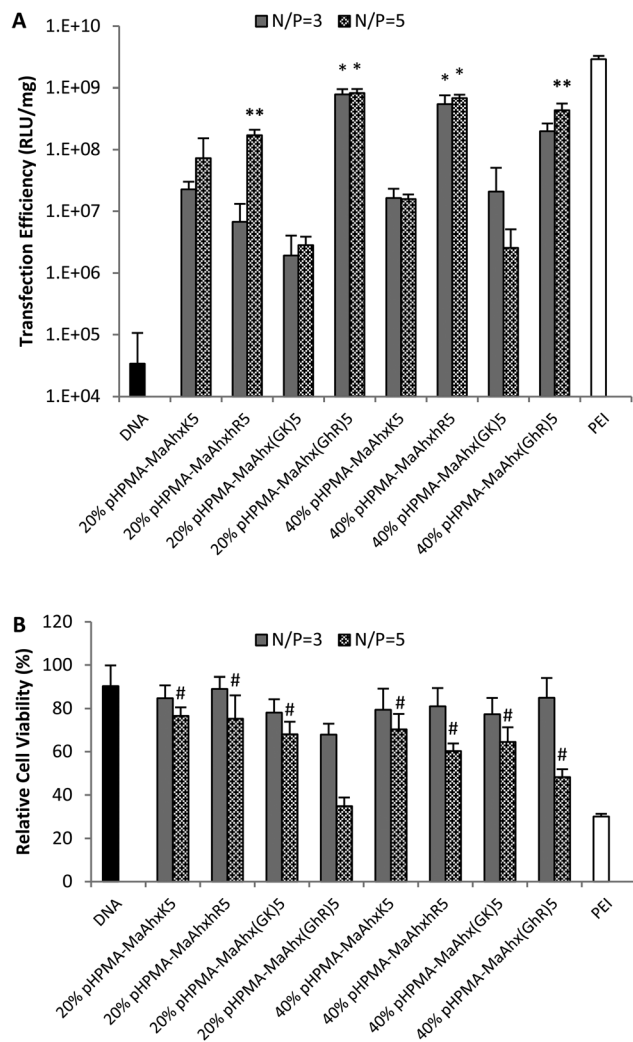 A
N/P=3 N/P=5
1.E+10
1.E+09
1.E+08
1.E+07
1.E+06
1.E+05
1.E+04
Transfection Efficiency (RLU/mg)
** * * * * **
DNA
20% pHPMA-MaAhxK5
20% pHPMA-MaAhxhR5
20% pHPMA-MaAhx(GK)5
20% pHPMA-MaAhx(GhR)5
40% pHPMA-MaAhxK5
40% pHPMA-MaAhxhR5
40% pHPMA-MaAhx(GK)5
40% pHPMA-MaAhx(GhR)5
PEI
B
N/P=3 N/P=5
120
100
80
60
40
20
0
Relative Cell Viability (%)
# # # # # # #
DNA
20% pHPMA-MaAhxK5
20% pHPMA-MaAhxhR5
20% pHPMA-MaAhx(GK)5
20% pHPMA-MaAhx(GhR)5
40% pHPMA-MaAhxK5
40% pHPMA-MaAhxhR5
40% pHPMA-MaAhx(GK)5
40% pHPMA-MaAhx(GhR)5
PEI